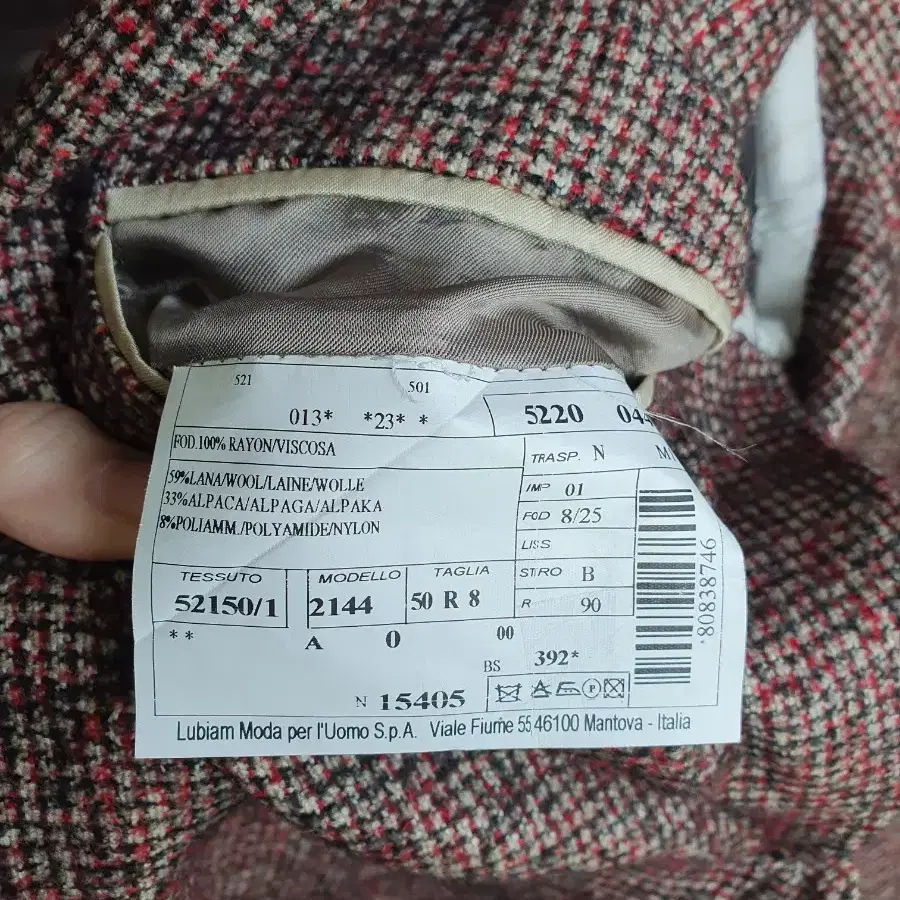 521 501
013* *23* *
5220 044
FOD.100% RAYON/VISCOSA
TRASP. N M
59%LANA/WOOL/LAINE/WOLLE
33%ALPACA/ALPAGA/ALPAKA
8%POLIAMM./POLYAMIDE/NYLON
IMP 01
FOD 8/25
LISS
STIRO B
R 90
TESSUTO
52150/1
MODELLO
2144
TAGLIA
50 R 8
* *
A 0 00
BS 392*
N 15405
*80838746
Lubiam Moda per l'Uomo S.p.A. Viale Fiume 55 46100 Mantova - Italia